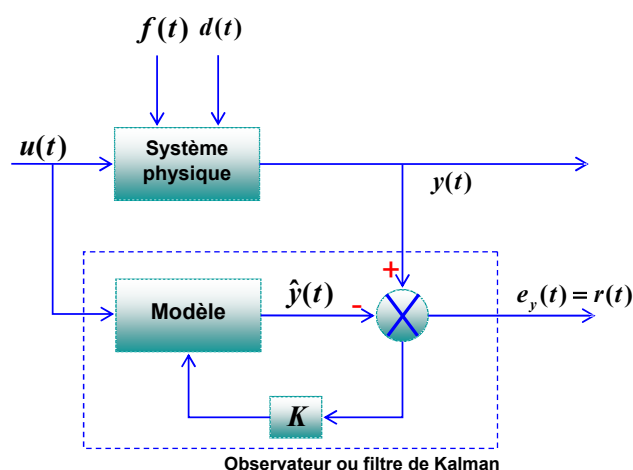 f(t) d(t)
u(t)
Système
physique
y(t)
+
Modèle
ŷ(t)
-
e_y(t) = r(t)
K
Observateur ou filtre de Kalman